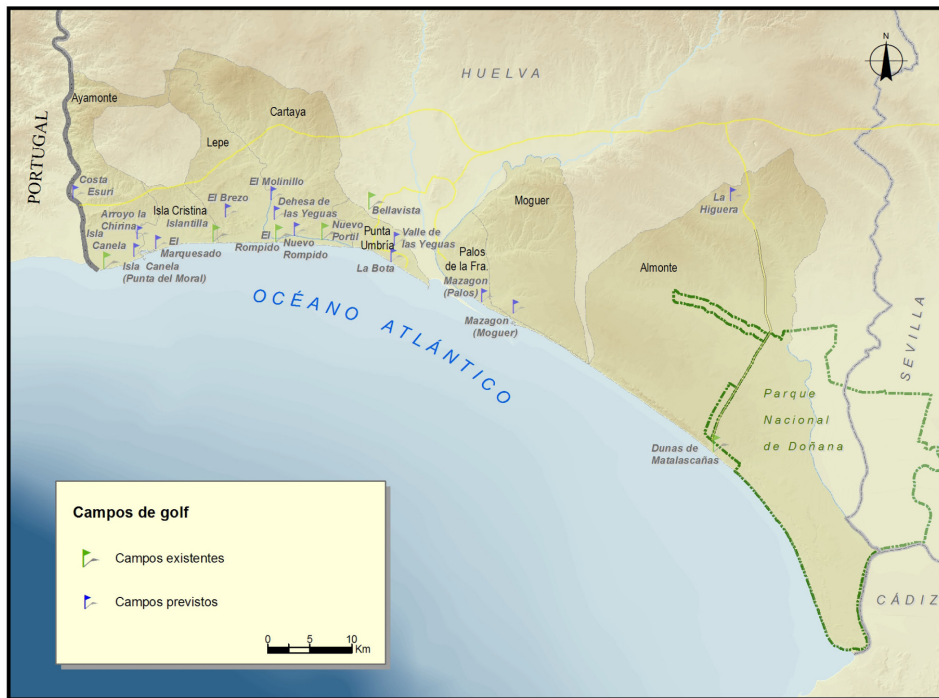 N
HUELVA
PORTUGAL
Ayamonte
Cartaya
Lepe
Costa
Esuri
El Molinillo
El Brezo
Dehesa de
las Yeguas
Bellavista
Moguer
La
Higuera
Arroyo la
Chirina
Isla Cristina
Islantilla
Isla
Canela
El
Marquesado
El
Rompido
Nuevo
Rompido
Nuevo
Portil
Punta
Umbría
Valle de
las Yeguas
La Bota
Isla
Canela
(Punta del Moral)
Palos
de la Fra.
Mazagon
(Palos)
Mazagon
(Moguer)
Almonte
OCÉANO ATLÁNTICO
SEVILLA
Parque
Nacional
de Doñana
Dunas de
Matalascañas
CÁDIZ
Campos de golf
Campos existentes
Campos previstos
0 5 10
Km